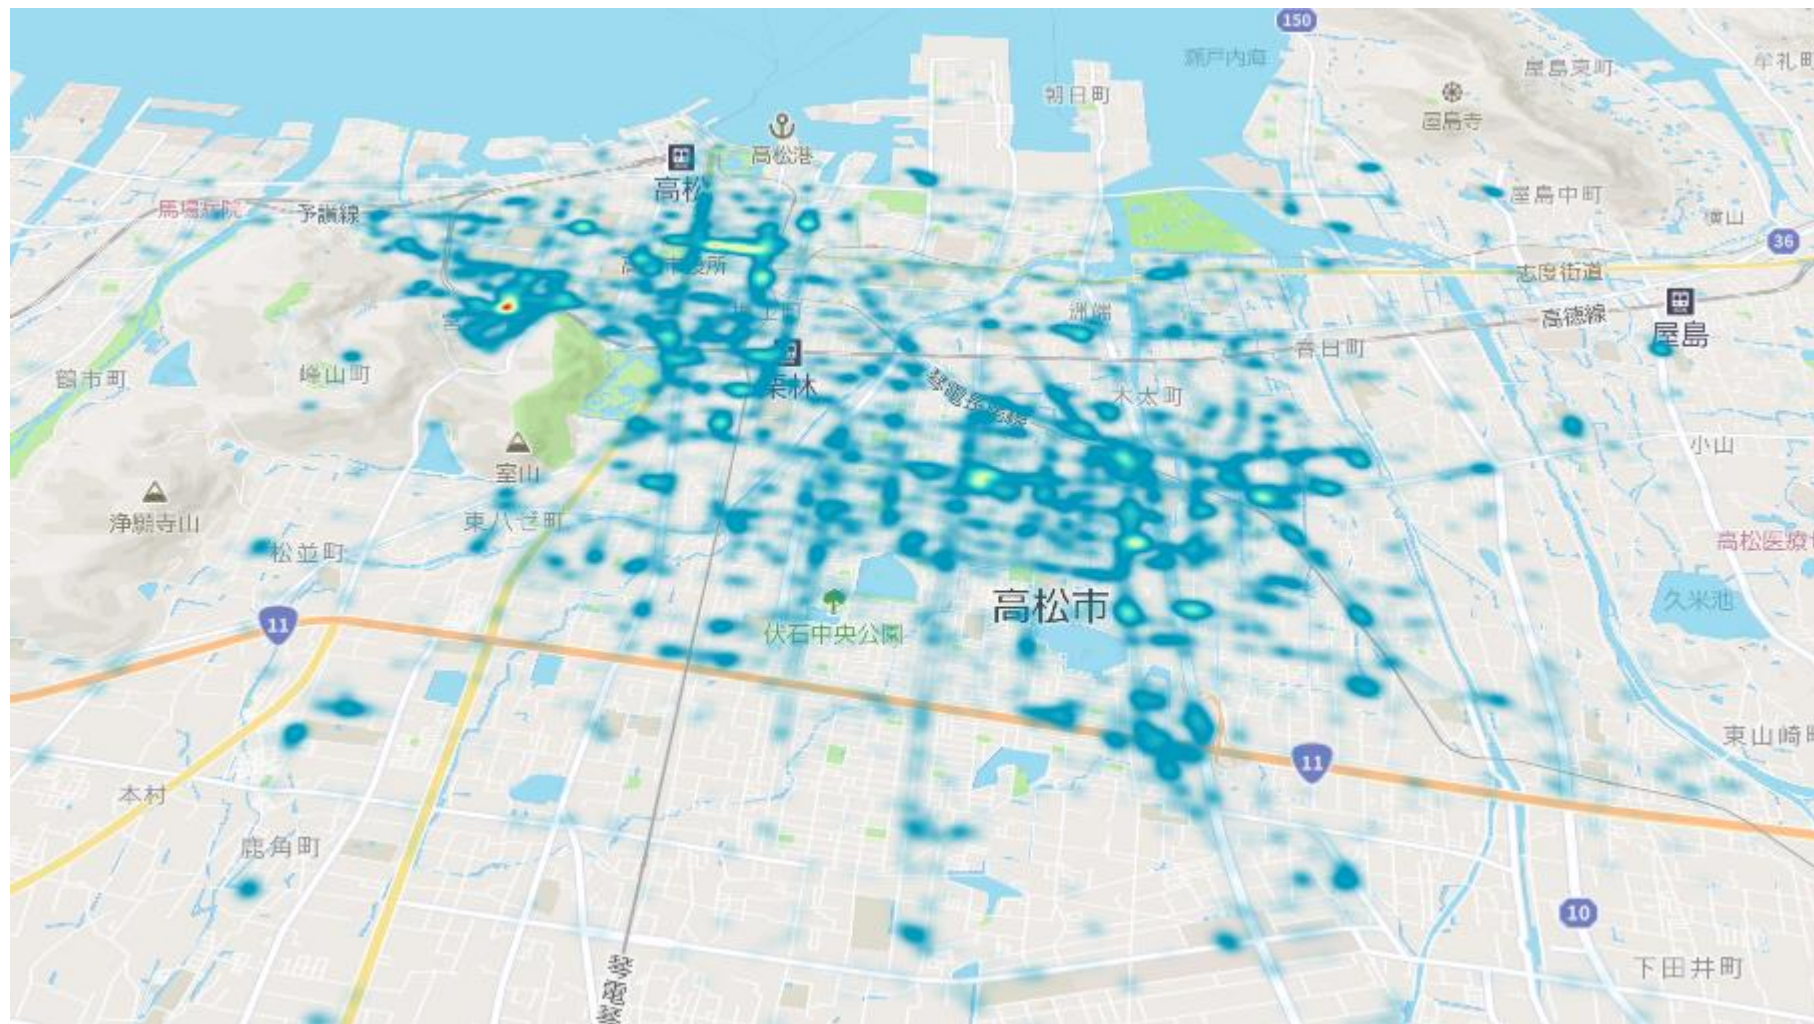 150
瀬戸内海
屋島東町
牟礼町
朝日町
屋島寺
高松港
高松
馬場病院
予讃線
屋島中町
36
志度街道
洲端
高徳線
屋島
春日町
鶴市町
峰山町
栗林
琴電長尾線
木太町
小山
室山
浄願寺山
東ハゼ町
松並町
高松医療
高松市
久米池
11
伏石中央公園
東山崎町
11
本村
鹿角町
10
下田井町
琴電琴